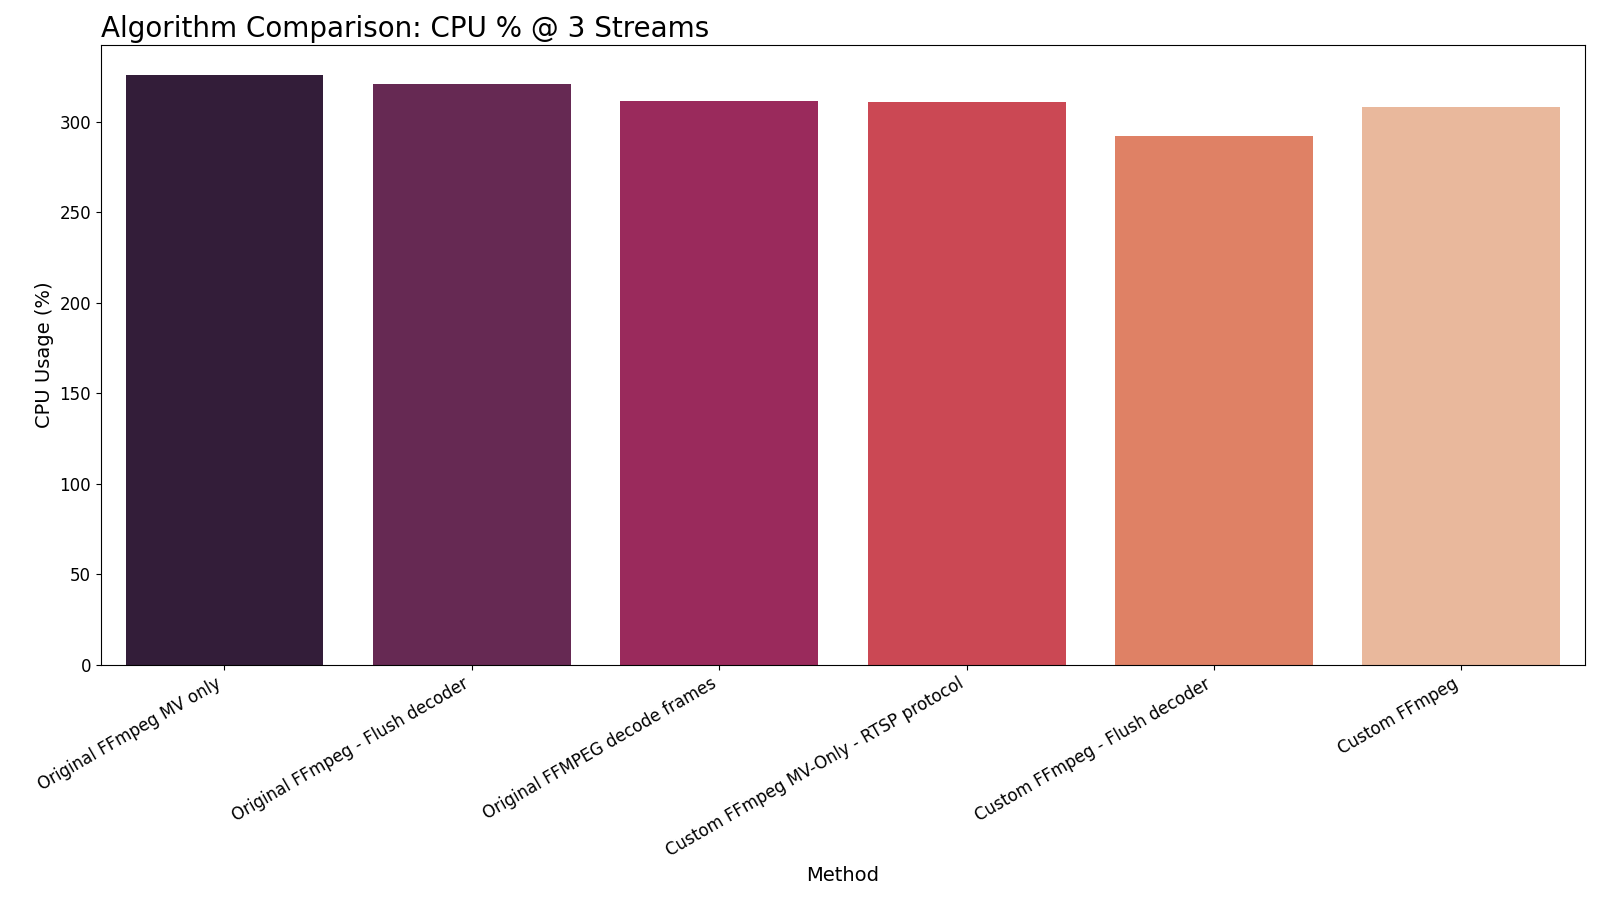 Algorithm Comparison: CPU % @ 3 Streams
CPU Usage (%)
300
250
200
150
100
50
0
Original FFmpeg MV only
Original FFmpeg - Flush decoder
Original FFMPEG decode frames
Custom FFmpeg MV-Only - RTSP protocol
Custom FFmpeg - Flush decoder
Custom FFmpeg
Method